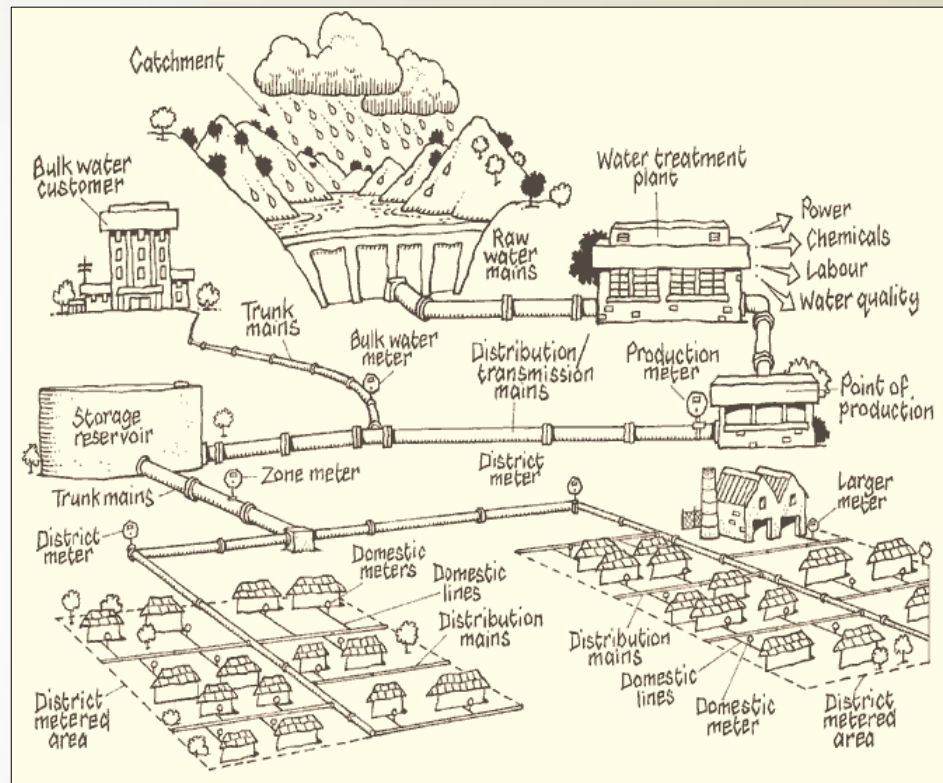 Catchment
Bulk water
customer
Water treatment
plant
Power
Chemicals
Labour
Water quality
Raw
water
mains
Trunk
mains
Bulk water
meter
Distribution
transmission
mains
Production
meter
Point of
production
Storage
reservoir
Zone meter
District
meter
Larger
meter
Trunk mains
District
meter
Domestic
meters
Domestic
lines
Distribution
mains
Distribution
mains
Domestic
lines
Domestic
meter
District
metered
area
District
metered
area